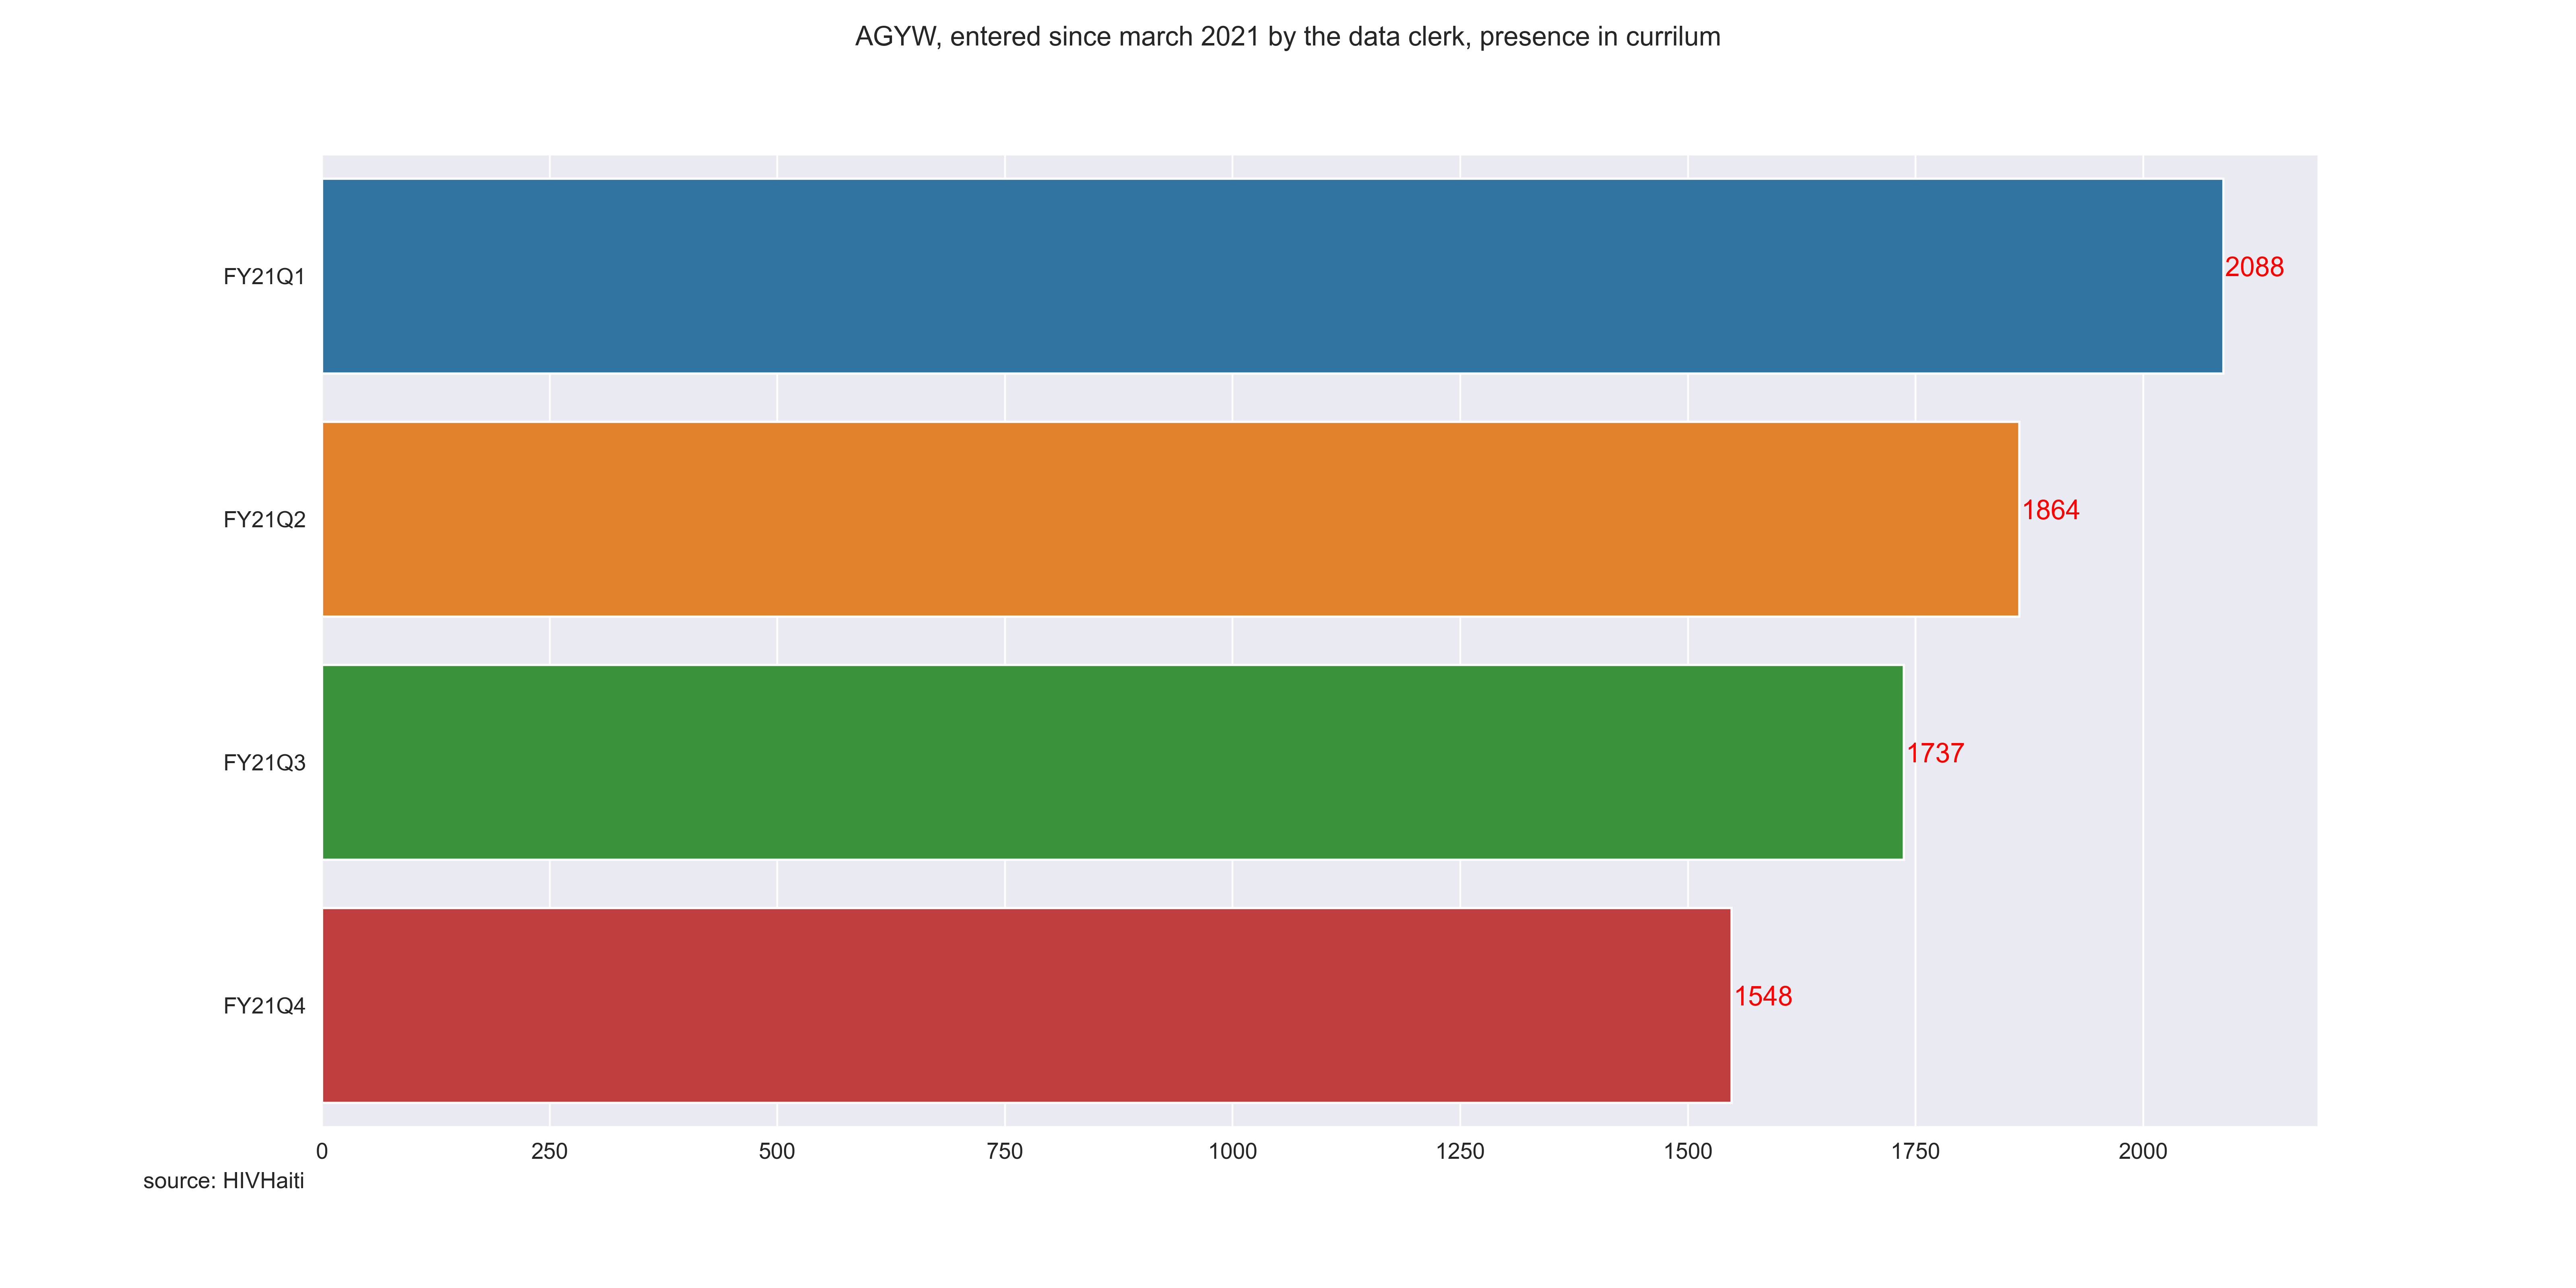 AGYW, entered since march 2021 by the data clerk, presence in currilum
FY21Q1
2088
FY21Q2
1864
FY21Q3
1737
FY21Q4
1548
0 250 500 750 1000 1250 1500 1750 2000
source: HIVHaiti